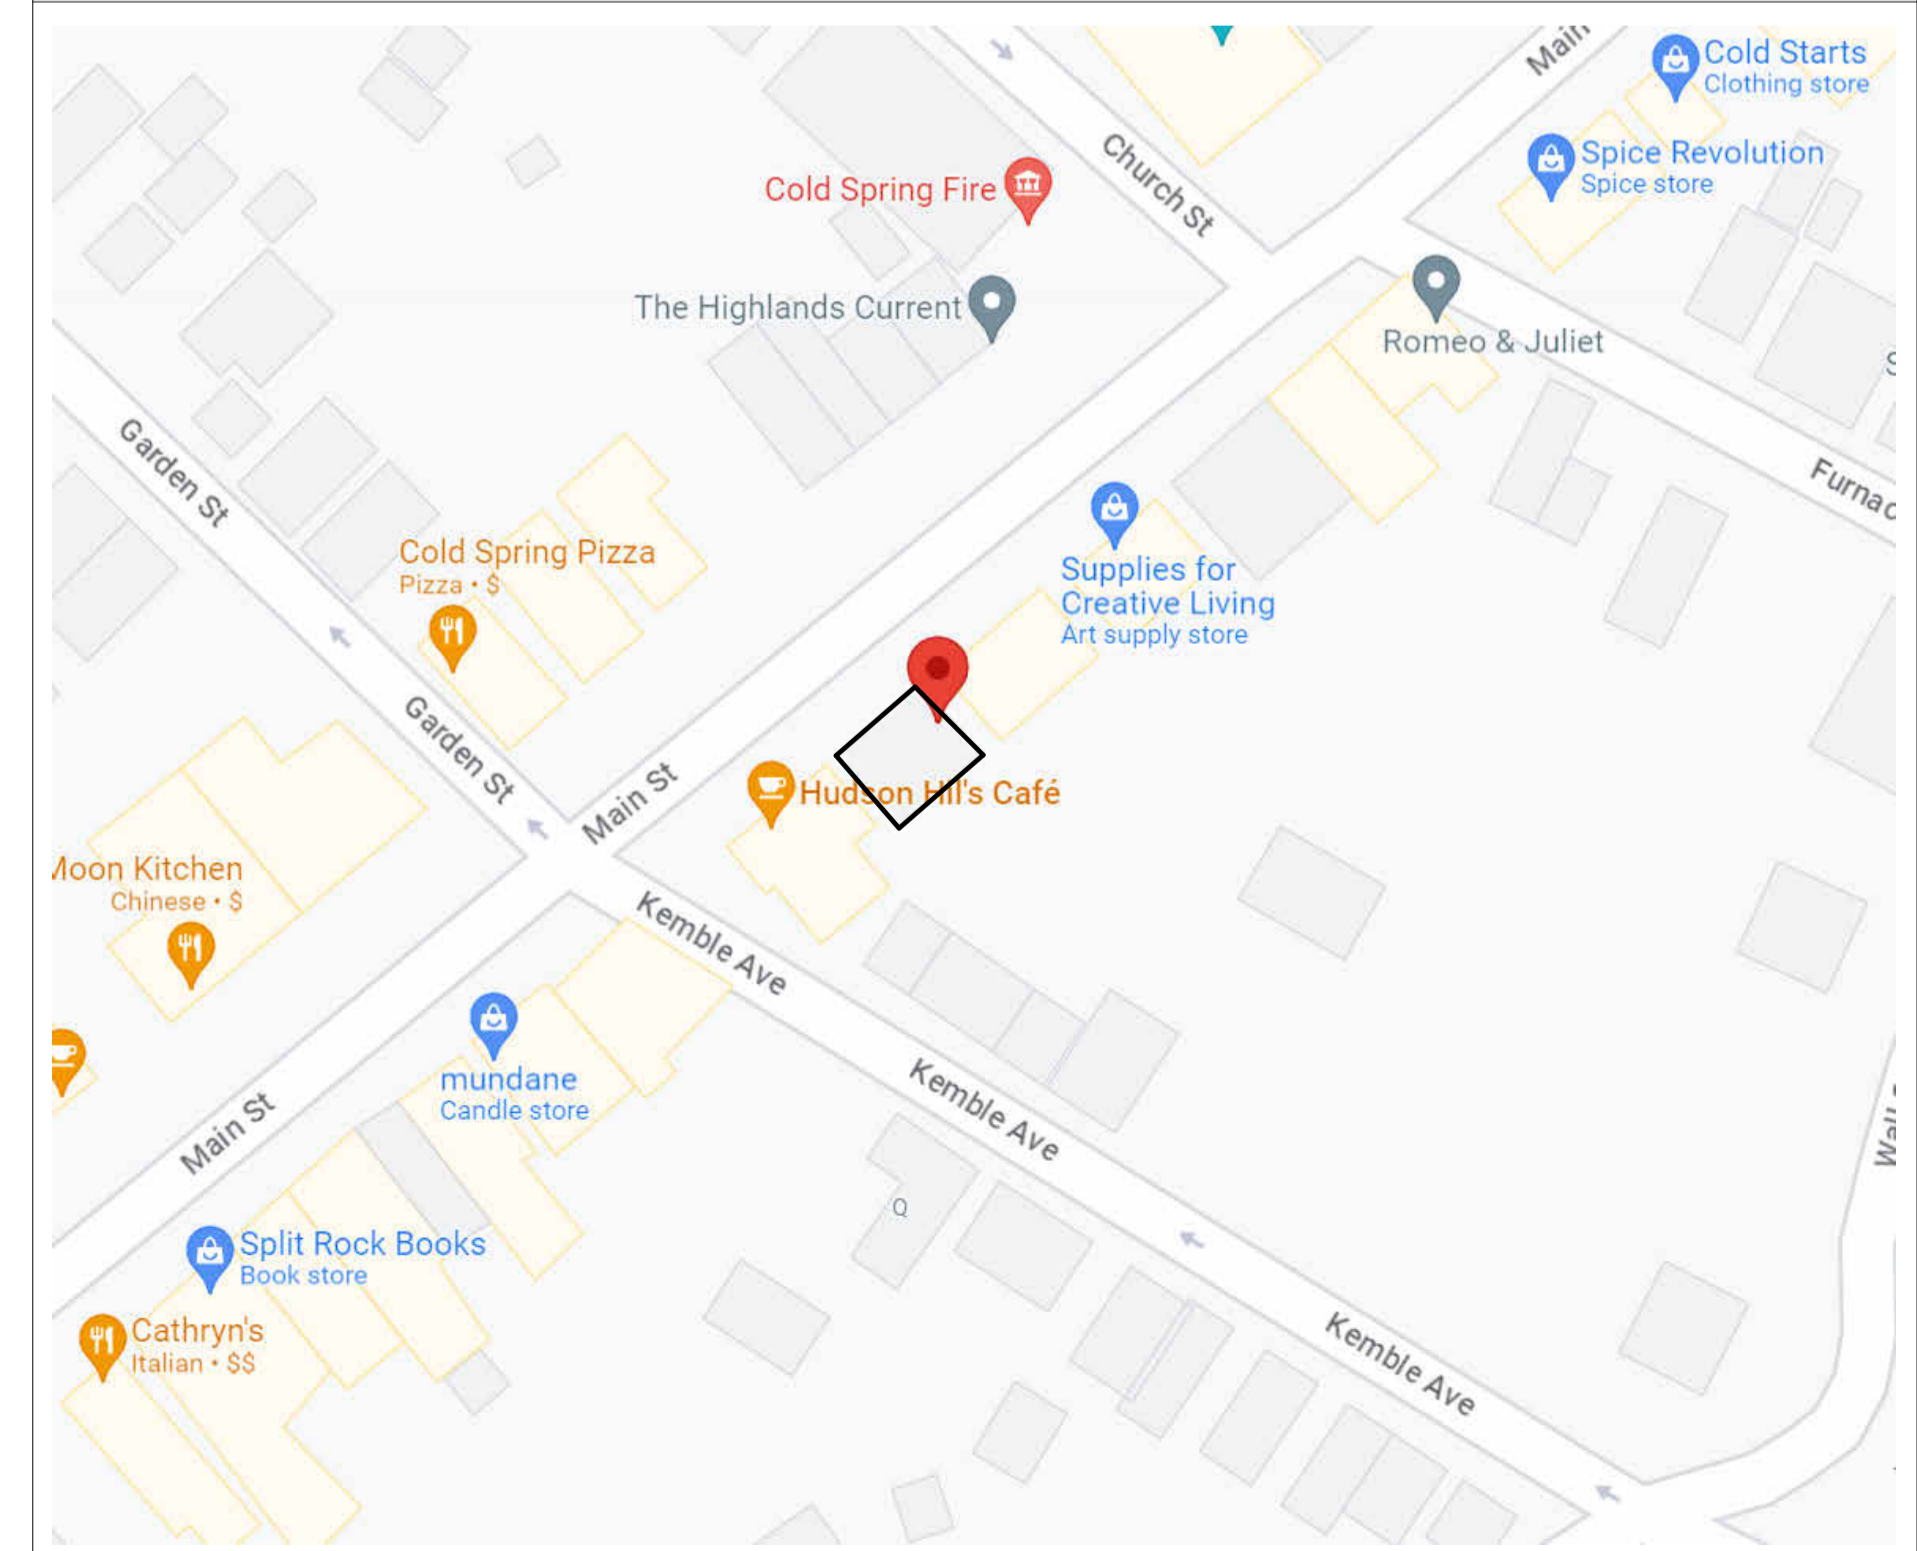 Main
Cold Starts
Clothing store
Church St
Spice Revolution
Spice store
Cold Spring Fire
The Highlands Current
Romeo & Juliet
S
Garden St
Furnac
Cold Spring Pizza
Pizza • $
Supplies for
Creative Living
Art supply store
Garden St
Main St
Hudson Hil's Café
Moon Kitchen
Chinese • $
Kemble Ave
mundane
Candle store
Kemble Ave
Main St
Q
Split Rock Books
Book store
Cathryn's
Italian • $$
Kemble Ave